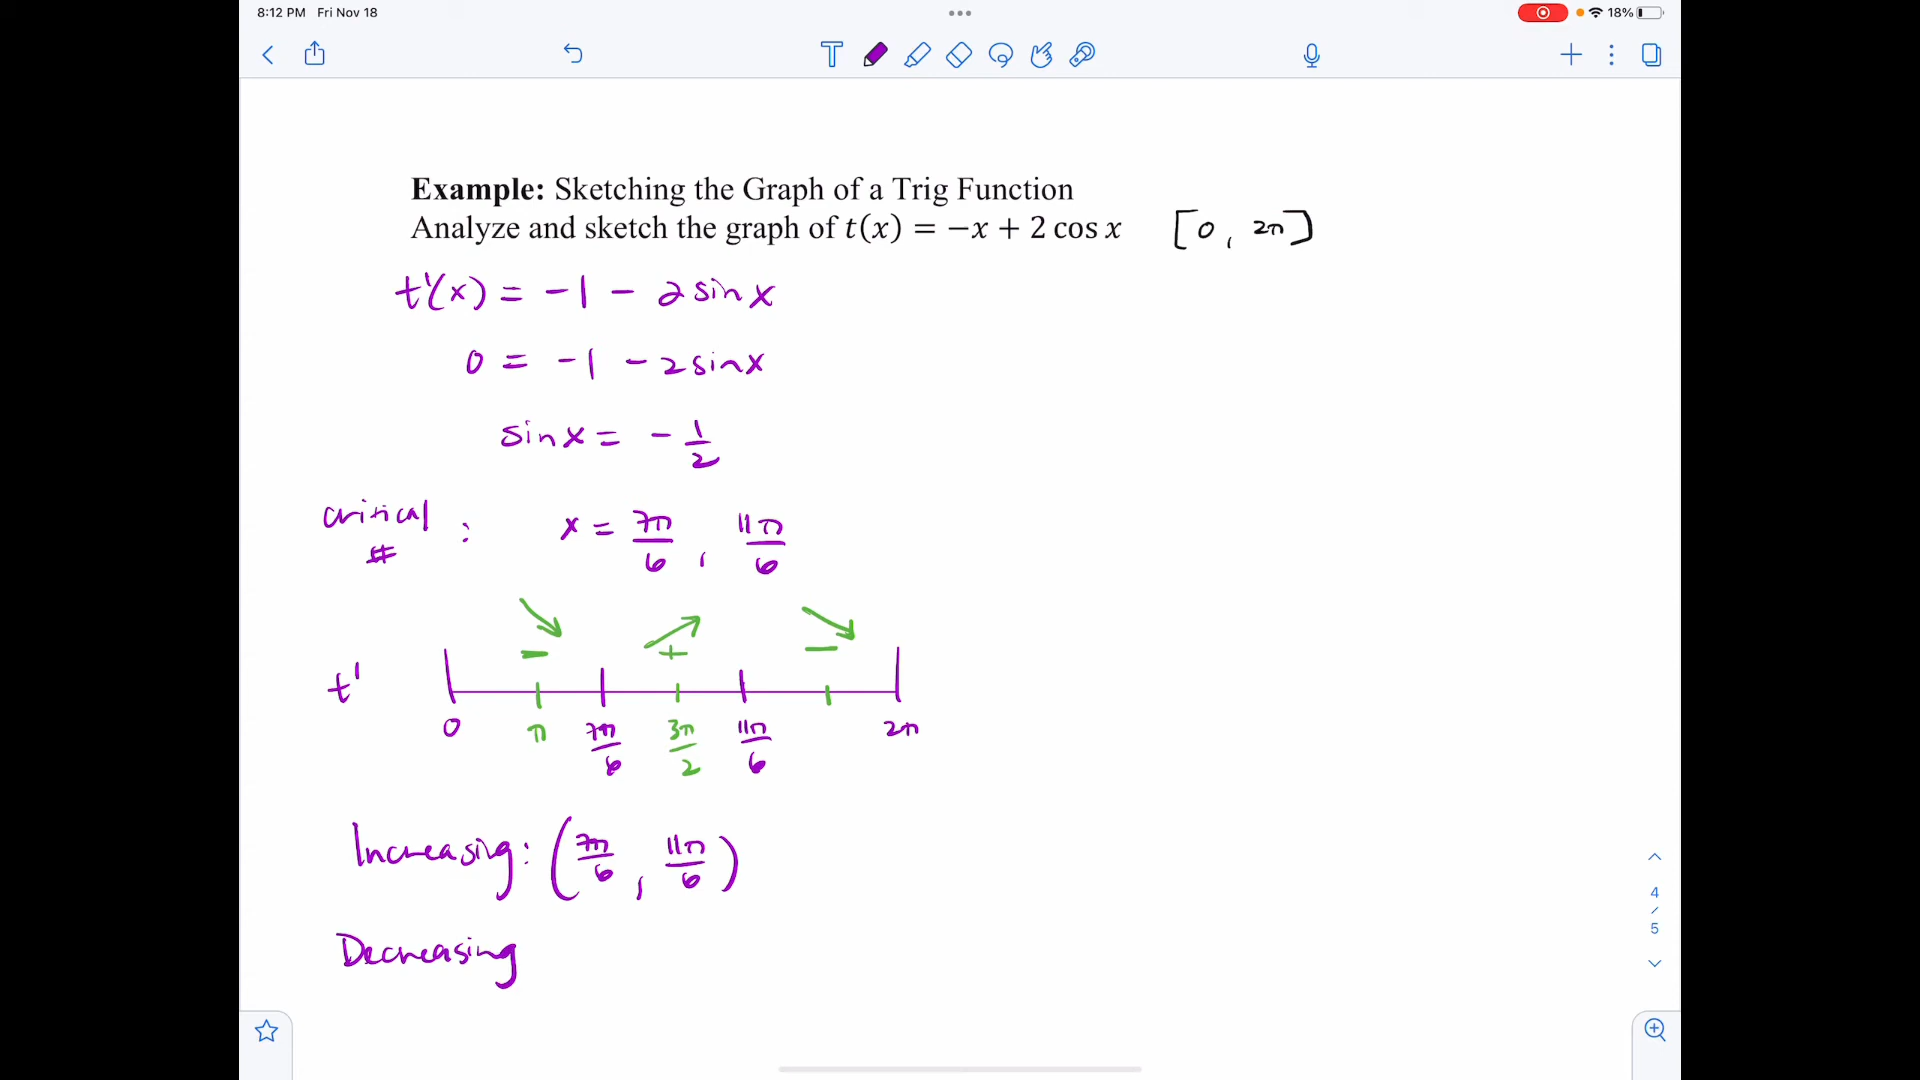 8:12 PM Fri Nov 18
18%
Example: Sketching the Graph of a Trig Function
Analyze and sketch the graph of t(x) = −x + 2 cos x [0, 2π]
t'(x) = -1 - 2 sin x
0 = -1 - 2 sin x
sin x = - 1/2
critical # : x = 7π/6 , 11π/6
− + −
t'
0 π 7π/6 3π/2 11π/6 2π
Increasing: (7π/6 , 11π/6)
Decreasing
4
/
5